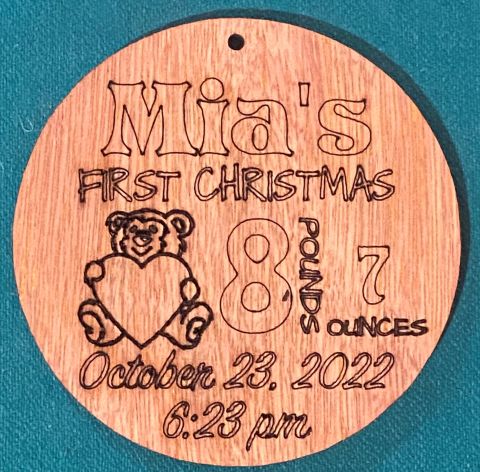 Mia's
FIRST CHRISTMAS
8 POUNDS 7 OUNCES
October 23, 2022
6:23 pm